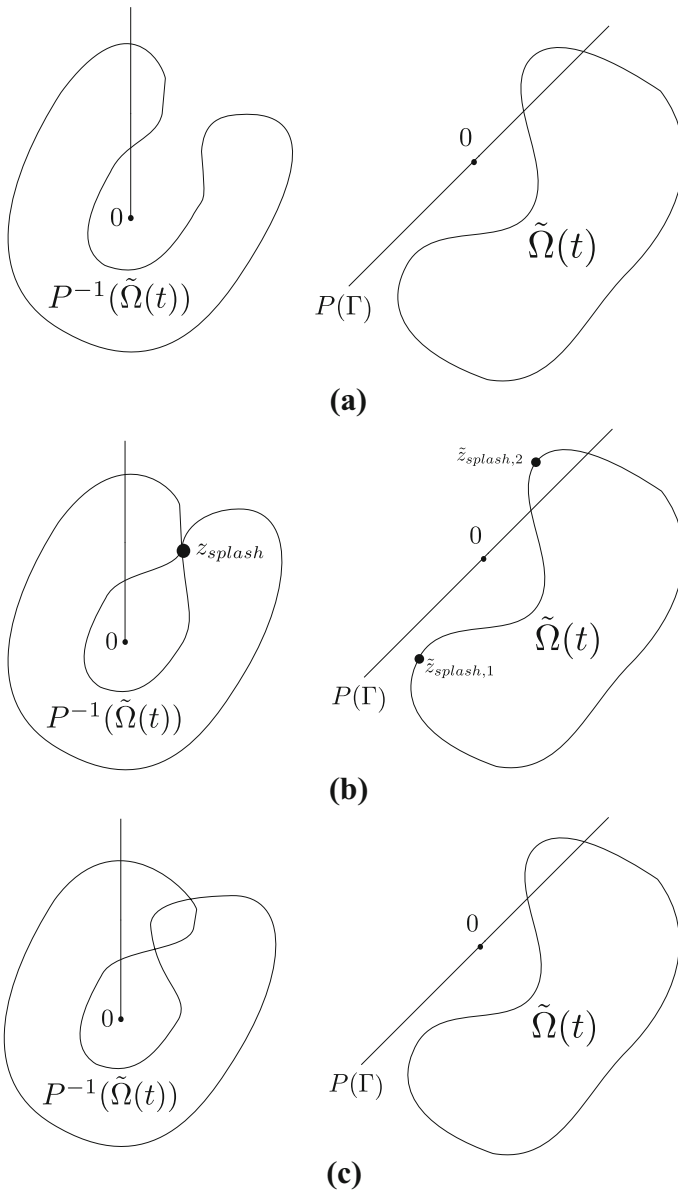 0
0
$\tilde{\Omega}(t)$
$P^{-1}(\tilde{\Omega}(t))$
$P(\Gamma)$
(a)
$\tilde{z}_{splash,2}$
0
$z_{splash}$
0
$\tilde{\Omega}(t)$
$\tilde{z}_{splash,1}$
$P^{-1}(\tilde{\Omega}(t))$
$P(\Gamma)$
(b)
0
0
$\tilde{\Omega}(t)$
$P^{-1}(\tilde{\Omega}(t))$
$P(\Gamma)$
(c)